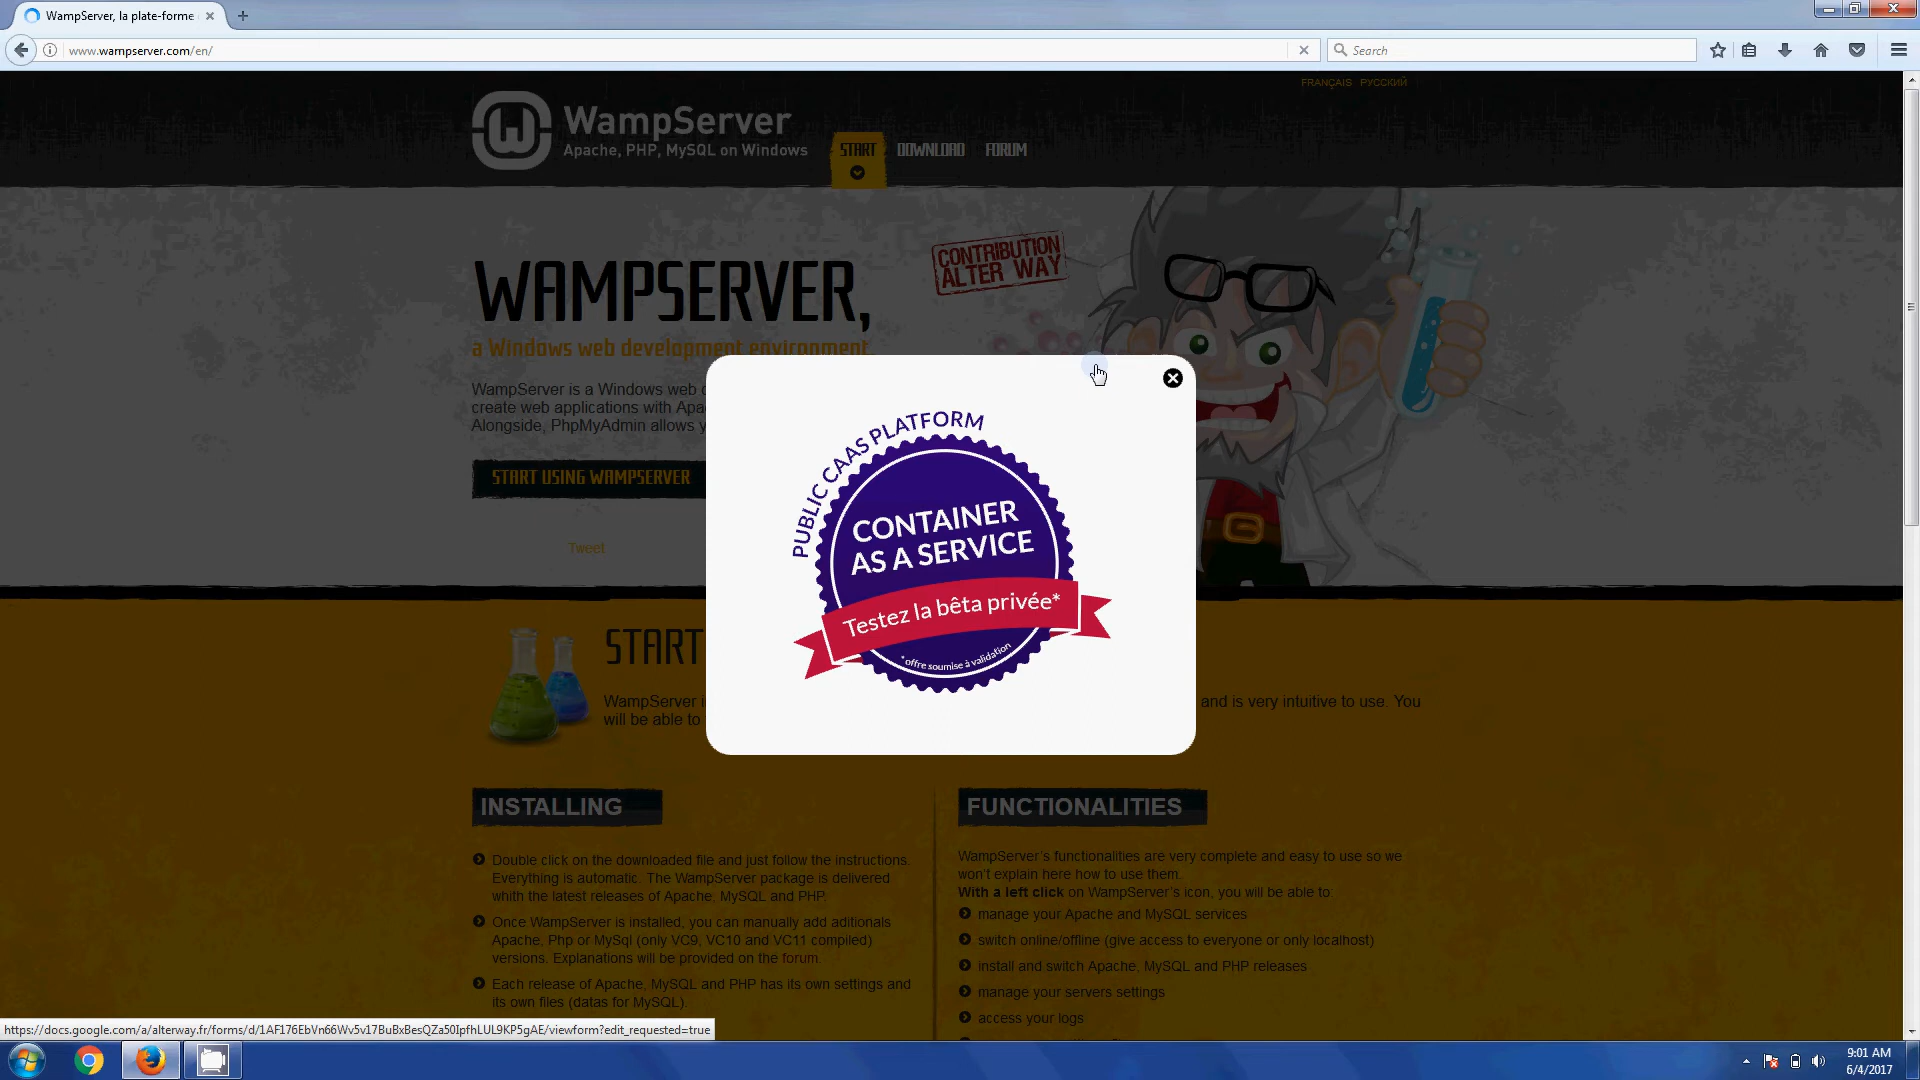 WampServer, la plate-forme
www.wampserver.com/en/
Search
FRANÇAIS РУССКИЙ
WampServer
Apache, PHP, MySQL on Windows
START DOWNLOAD FORUM
CONTRIBUTION
ALTER WAY
WAMPSERVER,
a Windows web development environment.
WampServer is a Windows web
create web applications with Apa
Alongside, PhpMyAdmin allows y
START USING WAMPSERVER
Tweet
PUBLIC CAAS PLATFORM
CONTAINER
AS A SERVICE
Testez la bêta privée*
* offre soumise à validation
START
WampServer i and is very intuitive to use. You
will be able to
INSTALLING
Double click on the downloaded file and just follow the instructions.
Everything is automatic. The WampServer package is delivered
whith the latest releases of Apache, MySQL and PHP.
Once WampServer is installed, you can manually add aditionals
Apache, Php or MySql (only VC9, VC10 and VC11 compiled)
versions. Explanations will be provided on the forum.
Each release of Apache, MySQL and PHP has its own settings and
its own files (datas for MySQL).
FUNCTIONALITIES
WampServer's functionalities are very complete and easy to use so we
won't explain here how to use them.
With a left click on WampServer's icon, you will be able to:
manage your Apache and MySQL services
switch online/offline (give access to everyone or only localhost)
install and switch Apache, MySQL and PHP releases
manage your servers settings
access your logs
https://docs.google.com/a/alterway.fr/forms/d/1AF176EbVn66Wv5v17BuBxBesQZa50IpfhLUL9KP5gAE/viewform?edit_requested=true
9:01 AM
6/4/2017